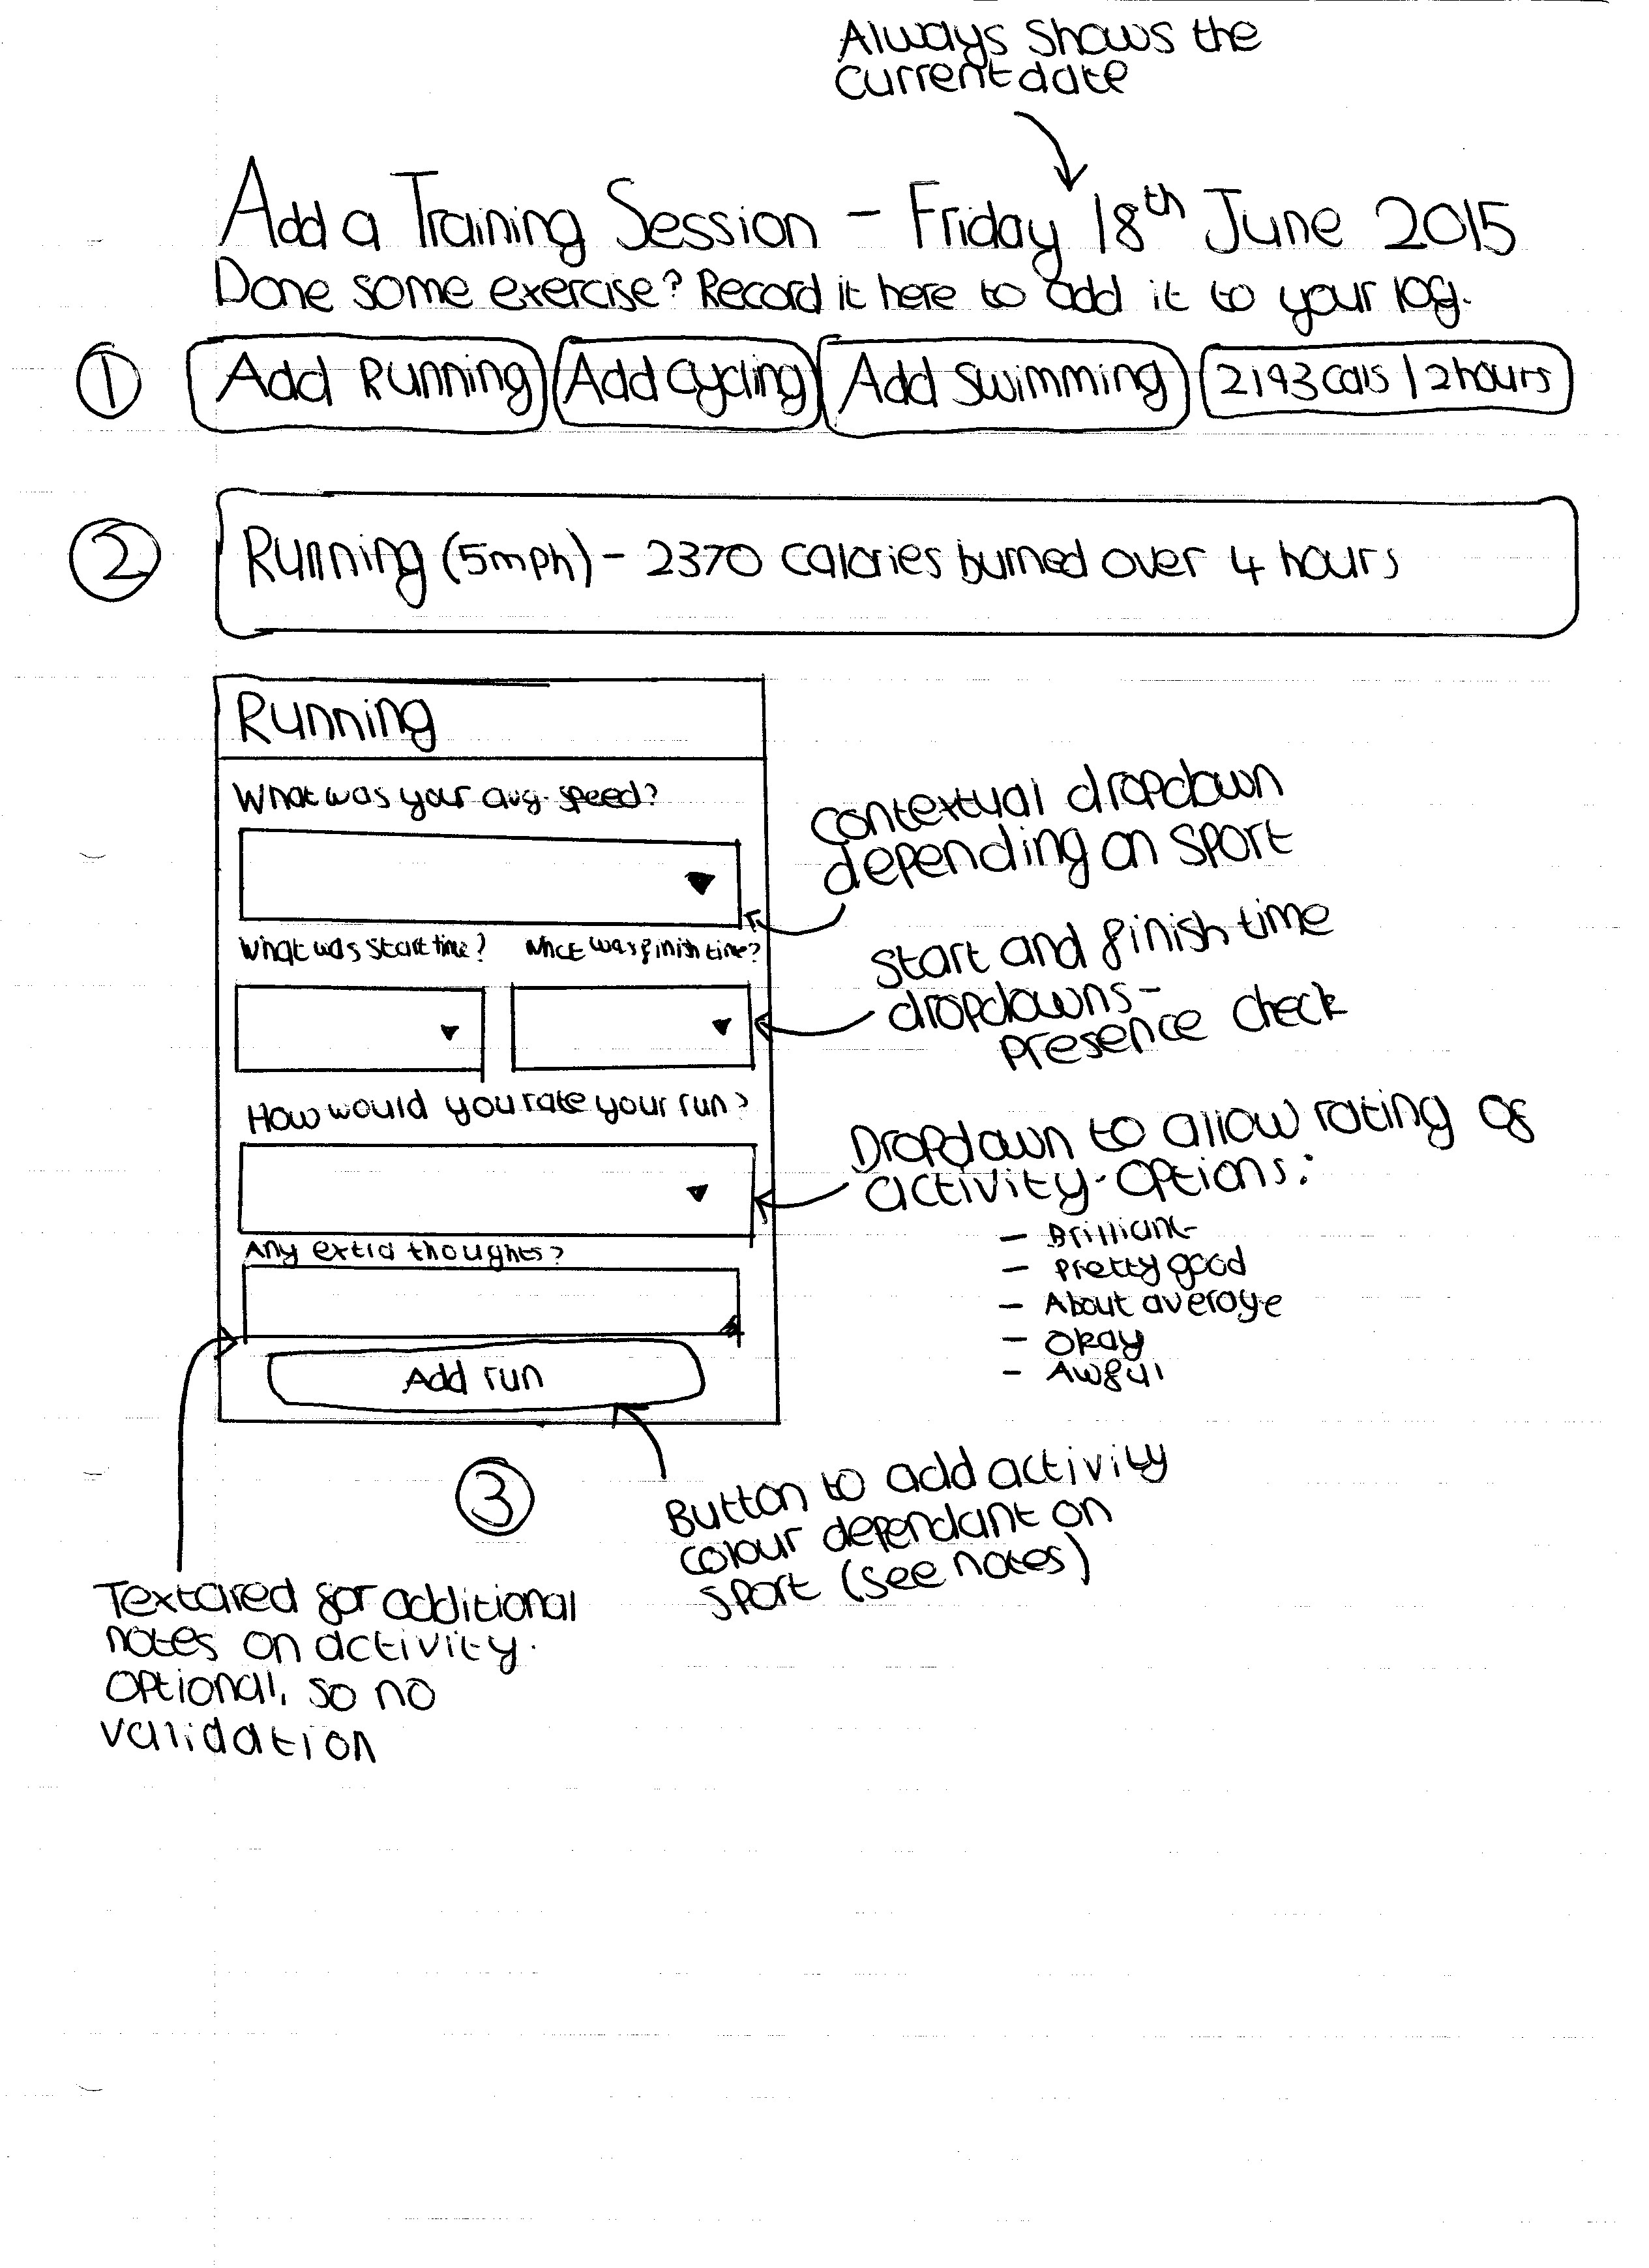 Always shows the
current date
Add a Training Session - Friday 18th June 2015
Done some exercise? Record it here to add it to your log.
1 Add Running Add Cycling Add Swimming 2193 cals | 2 hours
2 Running (5mph) - 2370 calories burned over 4 hours
Running
What was your avg. speed?
Contextual dropdown
depending on sport
What was start time? What was finish time?
Start and finish time
dropdowns -
presence check
How would you rate your run?
Dropdown to allow rating of
activity. Options:
- Brilliant
- Pretty good
- About average
- Okay
- Awful
Any extra thoughts?
Add run
3
Button to add activity
colour dependant on
sport (see notes)
Textarea for additional
notes on activity.
Optional, so no
validation